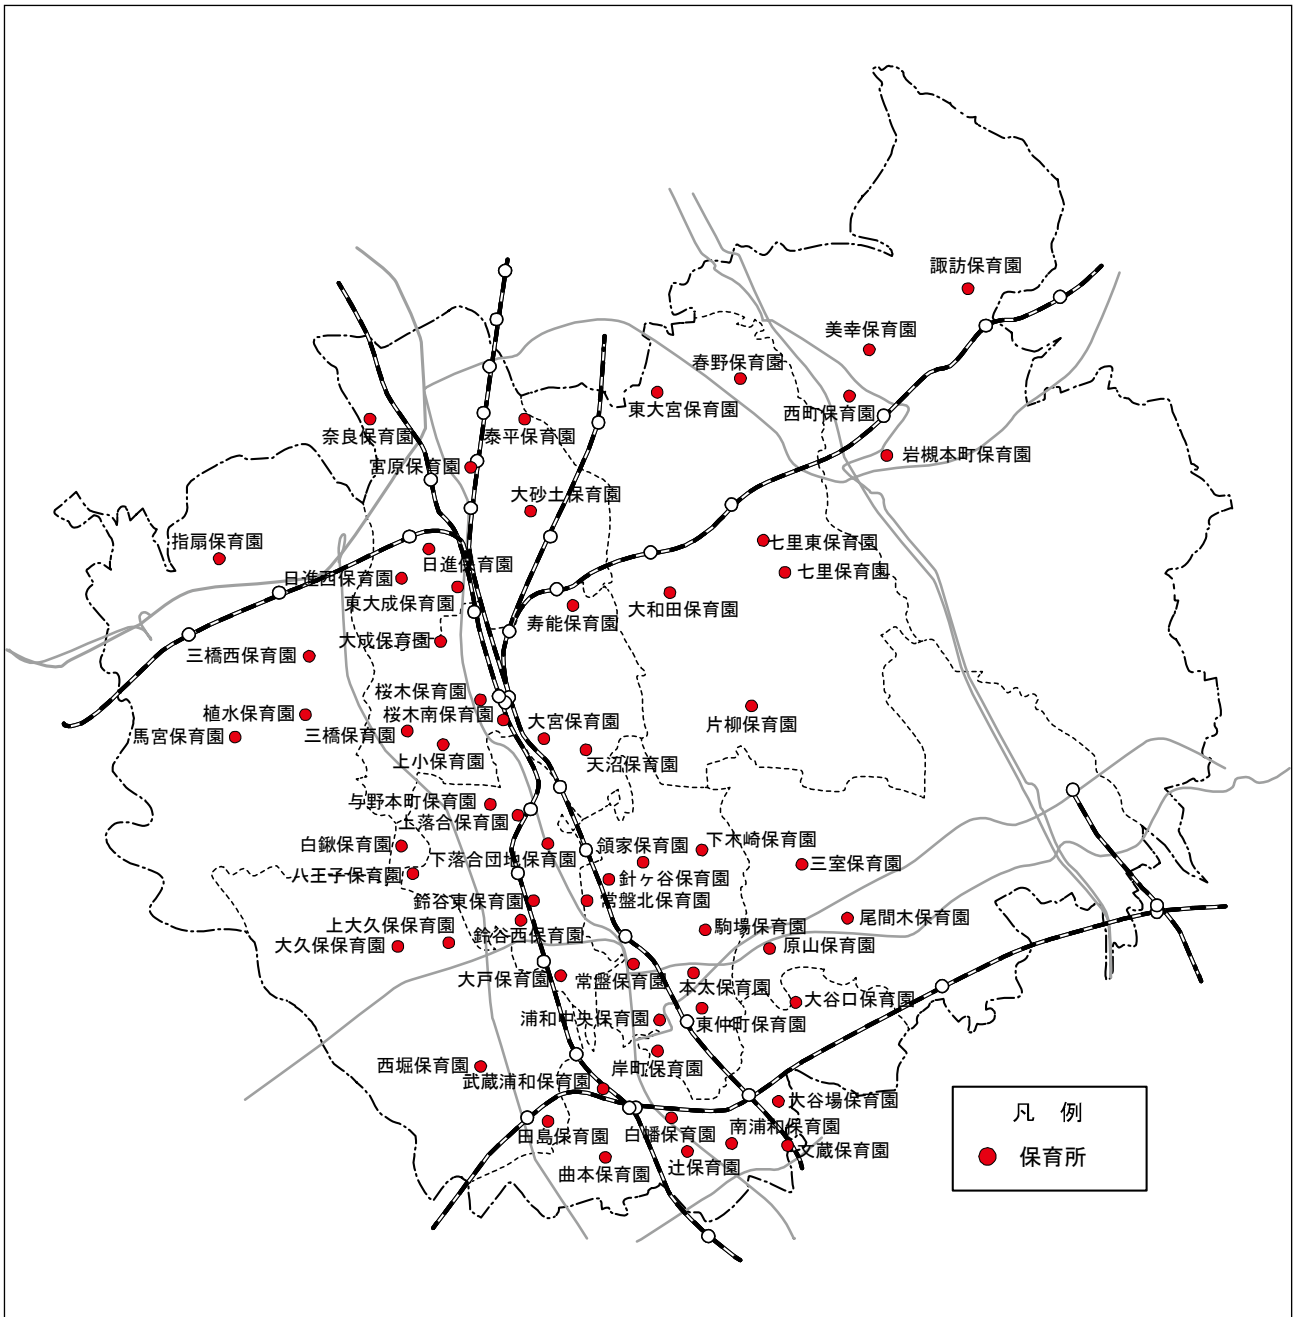 諏訪保育園
美幸保育園
春野保育園
東大宮保育園
西町保育園
奈良保育園
泰平保育園
岩槻本町保育園
宮原保育園
大砂土保育園
指扇保育園
七里東保育園
日進保育園
七里保育園
日進西保育園
東大成保育園
大和田保育園
寿能保育園
大成保育園
三橋西保育園
桜木保育園
植水保育園
桜木南保育園
大宮保育園
片柳保育園
馬宮保育園
三橋保育園
上小保育園
天沼保育園
与野本町保育園
上落合保育園
白鍬保育園
下落合団地保育園
領家保育園
下木崎保育園
三室保育園
八王子保育園
針ヶ谷保育園
鈴谷東保育園
常盤北保育園
上大久保保育園
鈴谷西保育園
駒場保育園
尾間木保育園
大久保保育園
原山保育園
大戸保育園
常盤保育園
本太保育園
大谷口保育園
浦和中央保育園
東仲町保育園
西堀保育園
岸町保育園
武蔵浦和保育園
大谷場保育園
田島保育園
白幡保育園
南浦和保育園
文蔵保育園
曲本保育園
辻保育園
凡 例
保育所